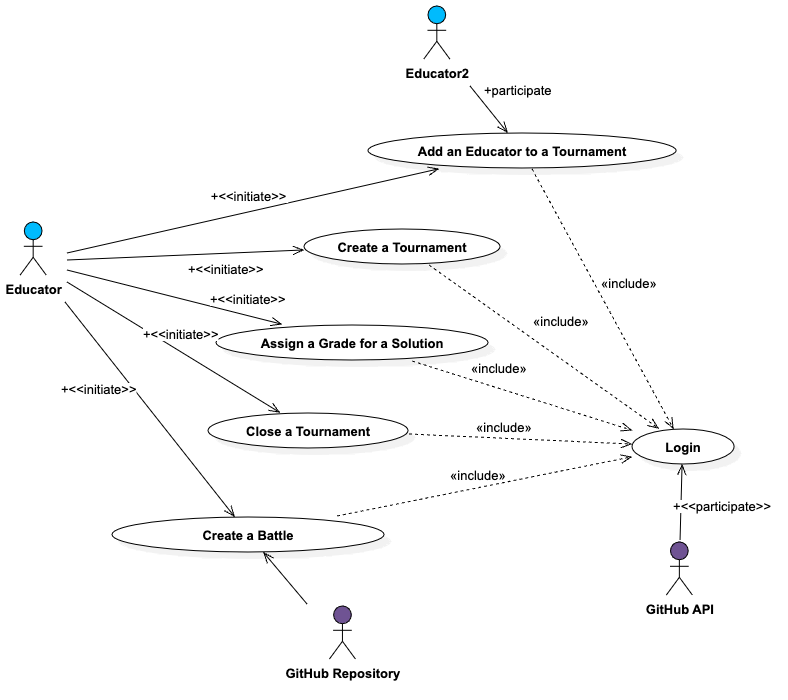 Educator2
+participate
Add an Educator to a Tournament
+<<initiate>>
Create a Tournament
Educator
+<<initiate>>
«include»
+<<initiate>>
«include»
+<<initiate>>
Assign a Grade for a Solution
«include»
+<<initiate>>
Close a Tournament
«include»
Login
«include»
+<<participate>>
Create a Battle
GitHub API
GitHub Repository